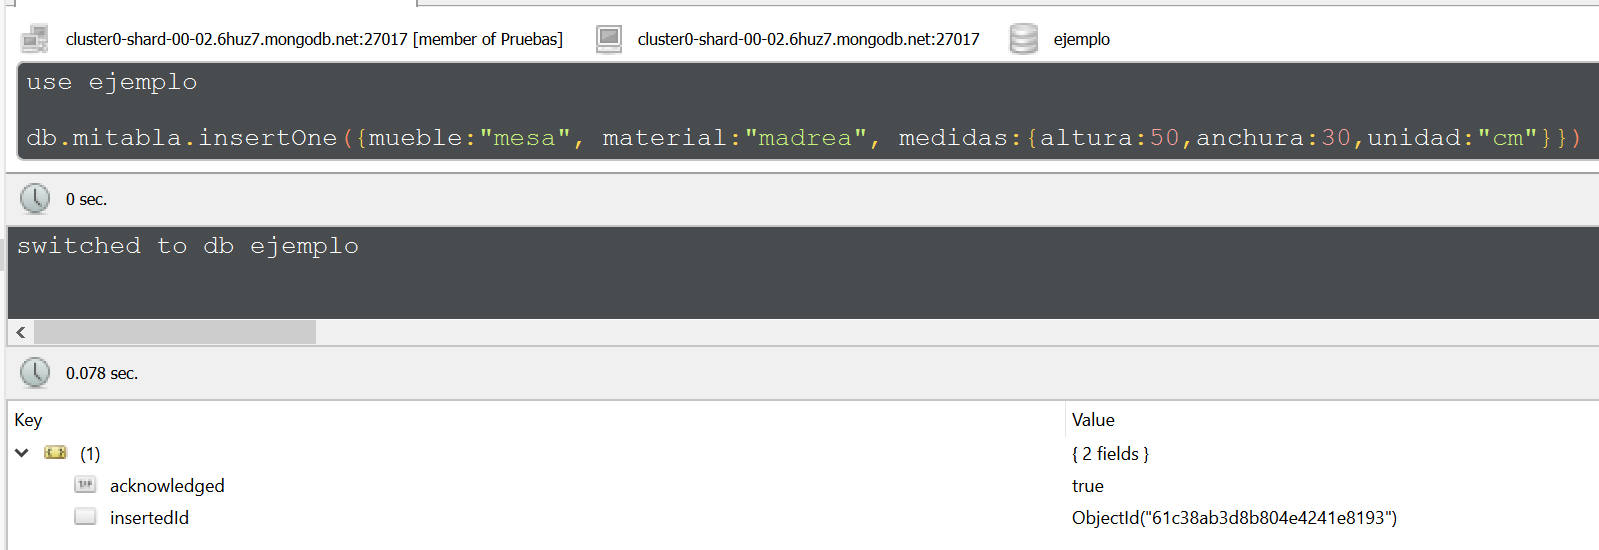 cluster0-shard-00-02.6huz7.mongodb.net:27017 [member of Pruebas] cluster0-shard-00-02.6huz7.mongodb.net:27017 ejemplo
use ejemplo
db.mitabla.insertOne({mueble:"mesa", material:"madrea", medidas:{altura:50,anchura:30,unidad:"cm"}})
0 sec.
switched to db ejemplo
0.078 sec.
Key Value
(1) { 2 fields }
acknowledged true
insertedId ObjectId("61c38ab3d8b804e4241e8193")